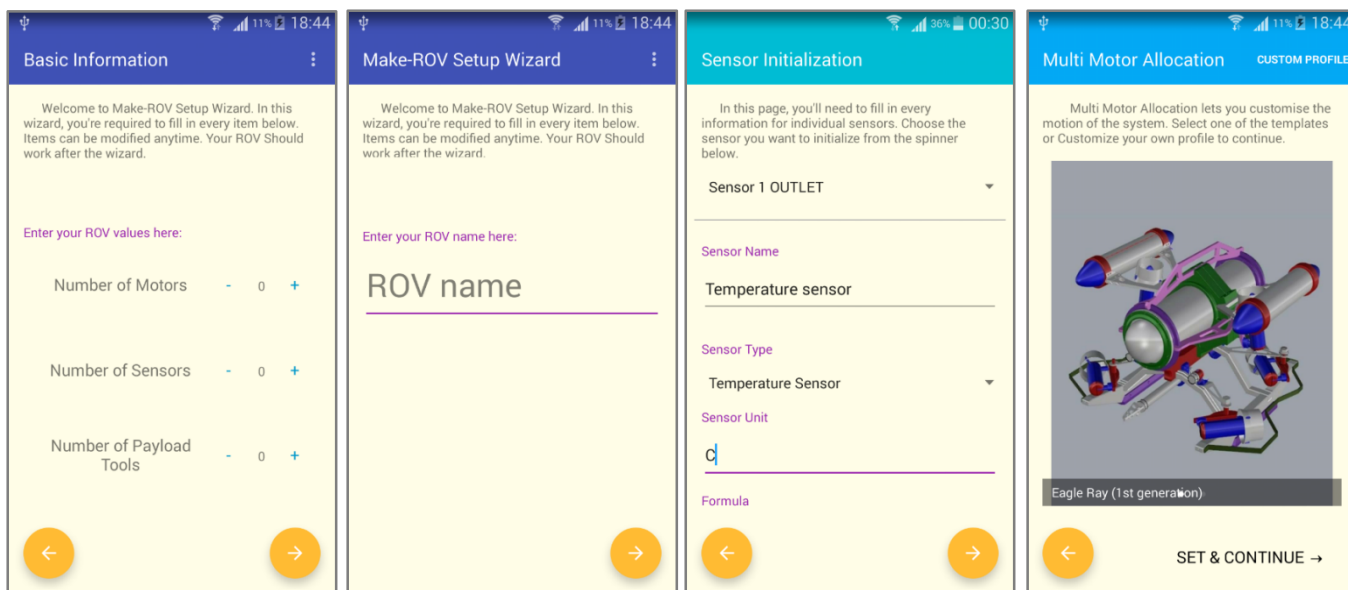 11% 18:44
Basic Information
Welcome to Make-ROV Setup Wizard. In this
wizard, you're required to fill in every item below.
Items can be modified anytime. Your ROV Should
work after the wizard.
Enter your ROV values here:
Number of Motors - 0 +
Number of Sensors - 0 +
Number of Payload
Tools - 0 +
11% 18:44
Make-ROV Setup Wizard
Welcome to Make-ROV Setup Wizard. In this
wizard, you're required to fill in every item below.
Items can be modified anytime. Your ROV Should
work after the wizard.
Enter your ROV name here:
ROV name
36% 00:30
Sensor Initialization
In this page, you'll need to fill in every
information for individual sensors. Choose the
sensor you want to initialize from the spinner
below.
Sensor 1 OUTLET
Sensor Name
Temperature sensor
Sensor Type
Temperature Sensor
Sensor Unit
C
Formula
11% 18:44
Multi Motor Allocation CUSTOM PROFILE
Multi Motor Allocation lets you customise the
motion of the system. Select one of the templates
or Customize your own profile to continue.
Eagle Ray (1st generation)
SET & CONTINUE →